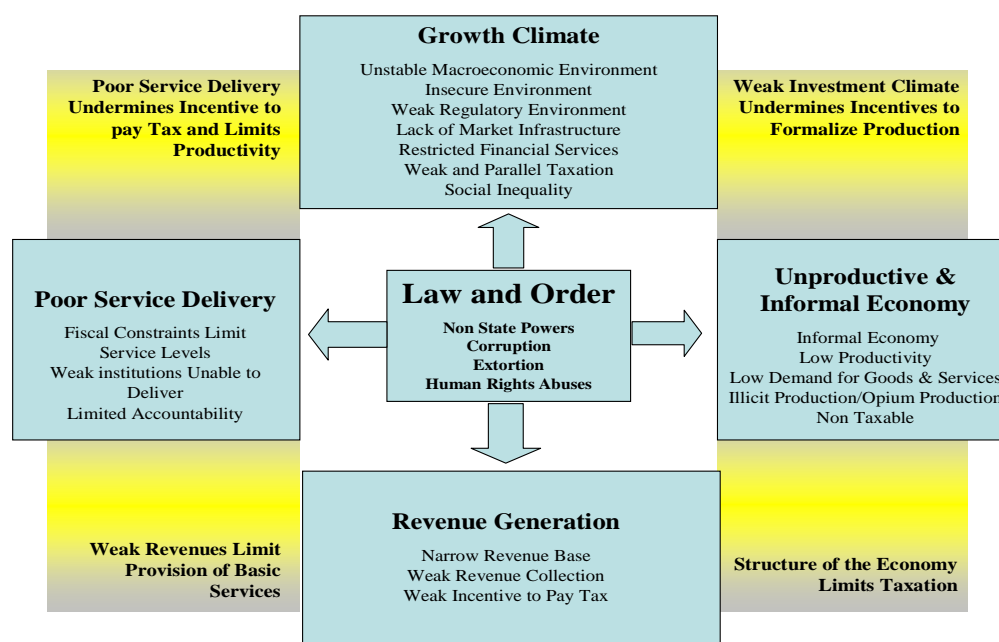 Growth Climate
Unstable Macroeconomic Environment
Insecure Environment
Weak Regulatory Environment
Lack of Market Infrastructure
Restricted Financial Services
Weak and Parallel Taxation
Social Inequality
Poor Service Delivery
Undermines Incentive to
pay Tax and Limits
Productivity
Weak Investment Climate
Undermines Incentives to
Formalize Production
Poor Service Delivery
Fiscal Constraints Limit
Service Levels
Weak institutions Unable to
Deliver
Limited Accountability
Law and Order
Non State Powers
Corruption
Extortion
Human Rights Abuses
Unproductive &
Informal Economy
Informal Economy
Low Productivity
Low Demand for Goods & Services
Illicit Production/Opium Production
Non Taxable
Revenue Generation
Narrow Revenue Base
Weak Revenue Collection
Weak Incentive to Pay Tax
Weak Revenues Limit
Provision of Basic
Services
Structure of the Economy
Limits Taxation